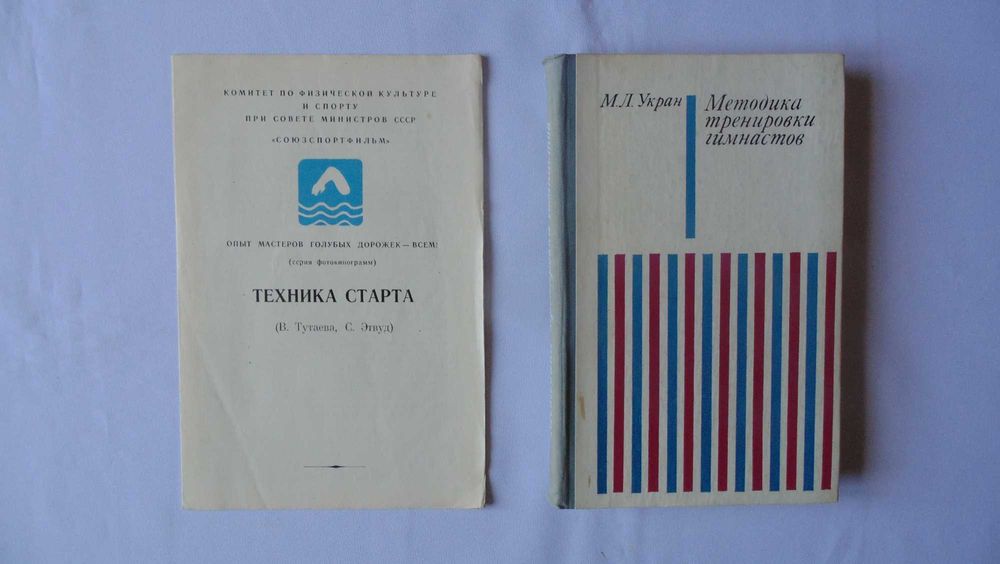 КОМИТЕТ ПО ФИЗИЧЕСКОЙ КУЛЬТУРЕ
И СПОРТУ
ПРИ СОВЕТЕ МИНИСТРОВ СССР
«СОЮЗСПОРТФИЛЬМ»
ОПЫТ МАСТЕРОВ ГОЛУБЫХ ДОРОЖЕК — ВСЕМ!
(серия фотокинограмм)
ТЕХНИКА СТАРТА
(В. Тутаева, С. Этвуд)
М.Л. Укран
Методика
тренировки
гимнастов